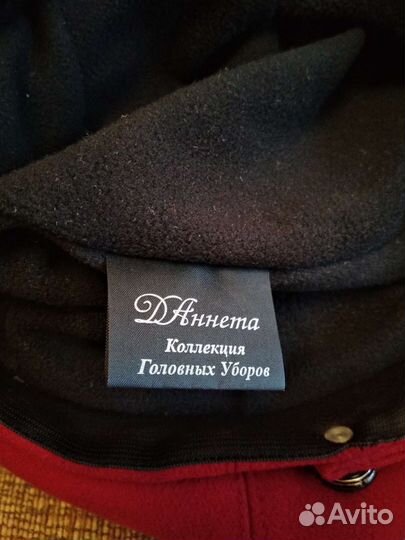 ДАннета
Коллекция
Головных Уборов
Avito